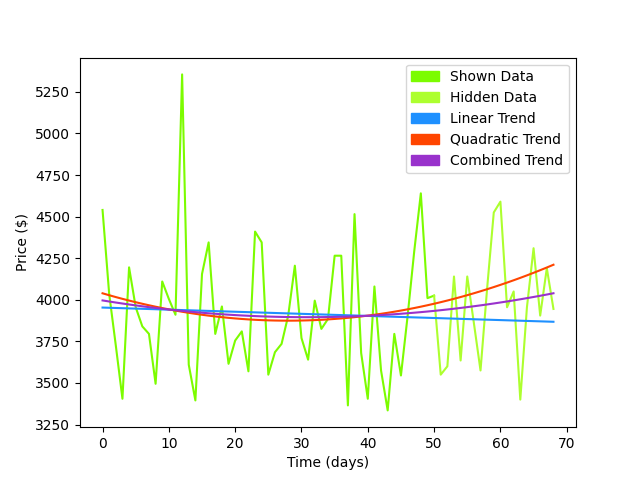 Shown Data
Hidden Data
Linear Trend
Quadratic Trend
Combined Trend
5250
5000
4750
4500
4250
4000
3750
3500
3250
Price ($)
0 10 20 30 40 50 60 70
Time (days)